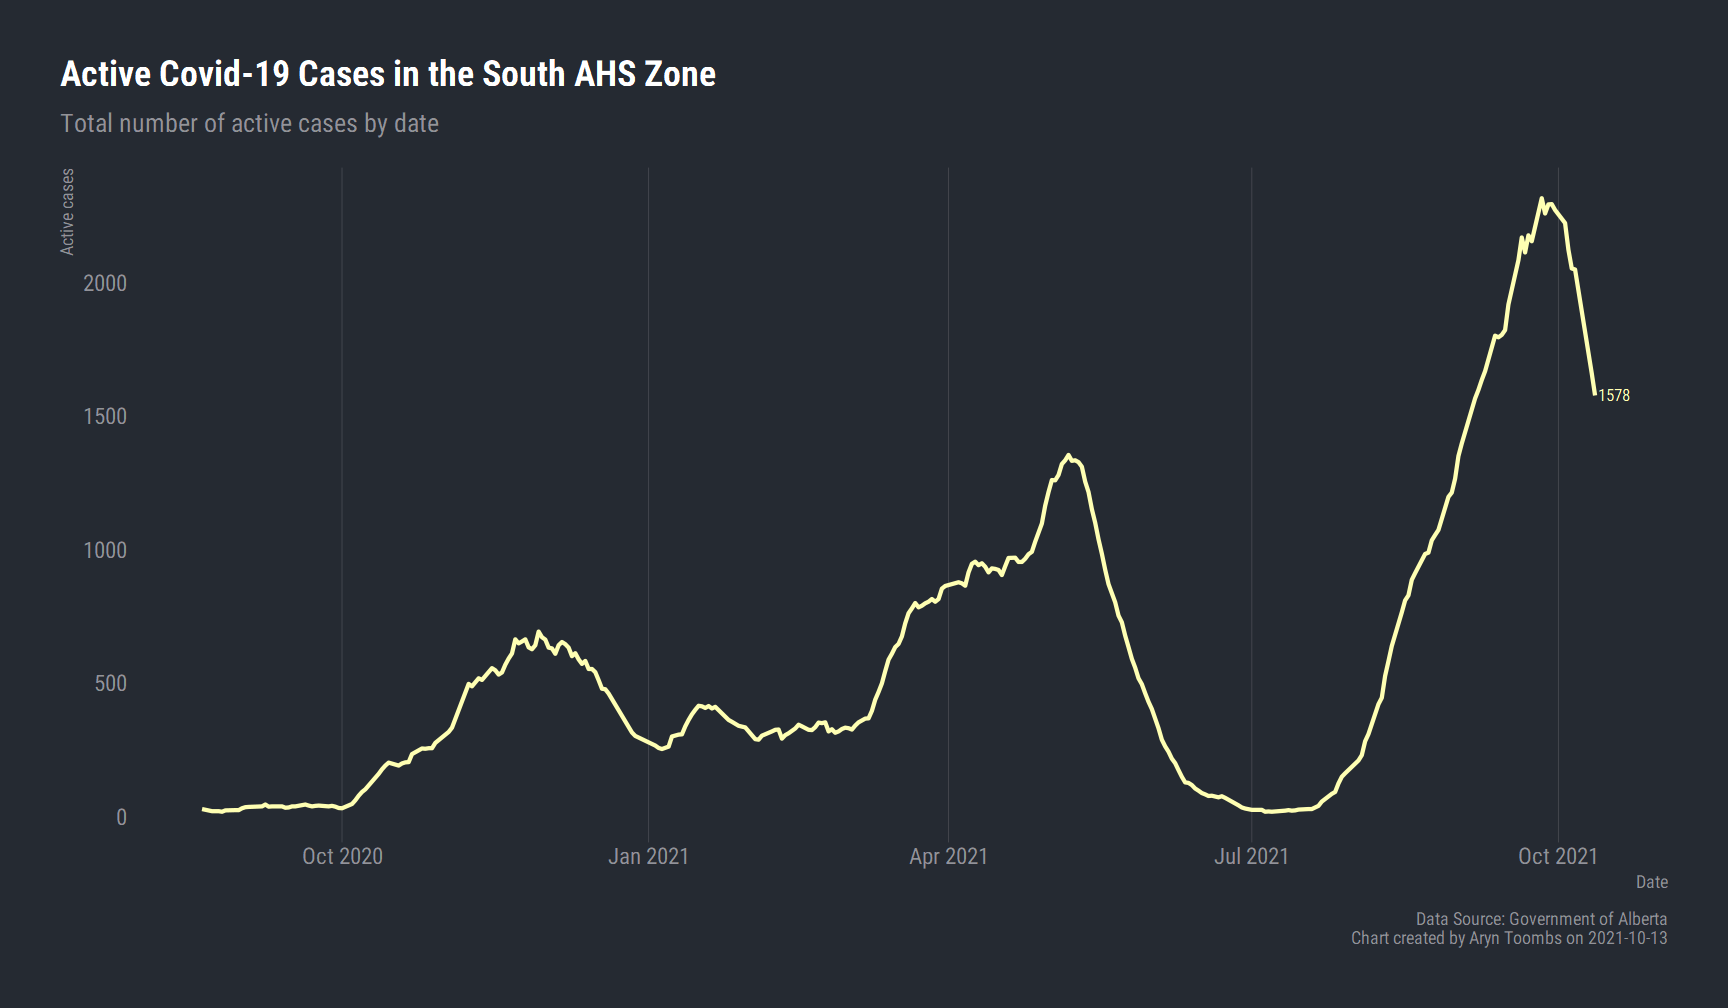 Active Covid-19 Cases in the South AHS Zone
Total number of active cases by date
Active cases
2000
1500
1000
500
0
1578
Oct 2020
Jan 2021
Apr 2021
Jul 2021
Oct 2021
Date
Data Source: Government of Alberta
Chart created by Aryn Toombs on 2021-10-13